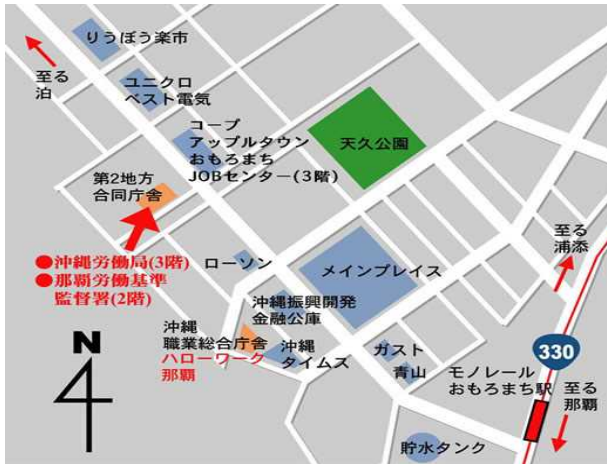 りうぼう楽市
至る
泊
ユニクロ
ベスト電気
コープ
アップルタウン
おもろまち
JOBセンター(3階)
天久公園
第2地方
合同庁舎
●沖縄労働局(3階)
●那覇労働基準
監督署(2階)
ローソン
メインプレイス
至る
浦添
沖縄振興開発
金融公庫
沖縄
職業総合庁舎
ハローワーク
那覇
沖縄
タイムズ
ガスト
青山
330
モノレール
おもろまち駅
至る
那覇
貯水タンク
N